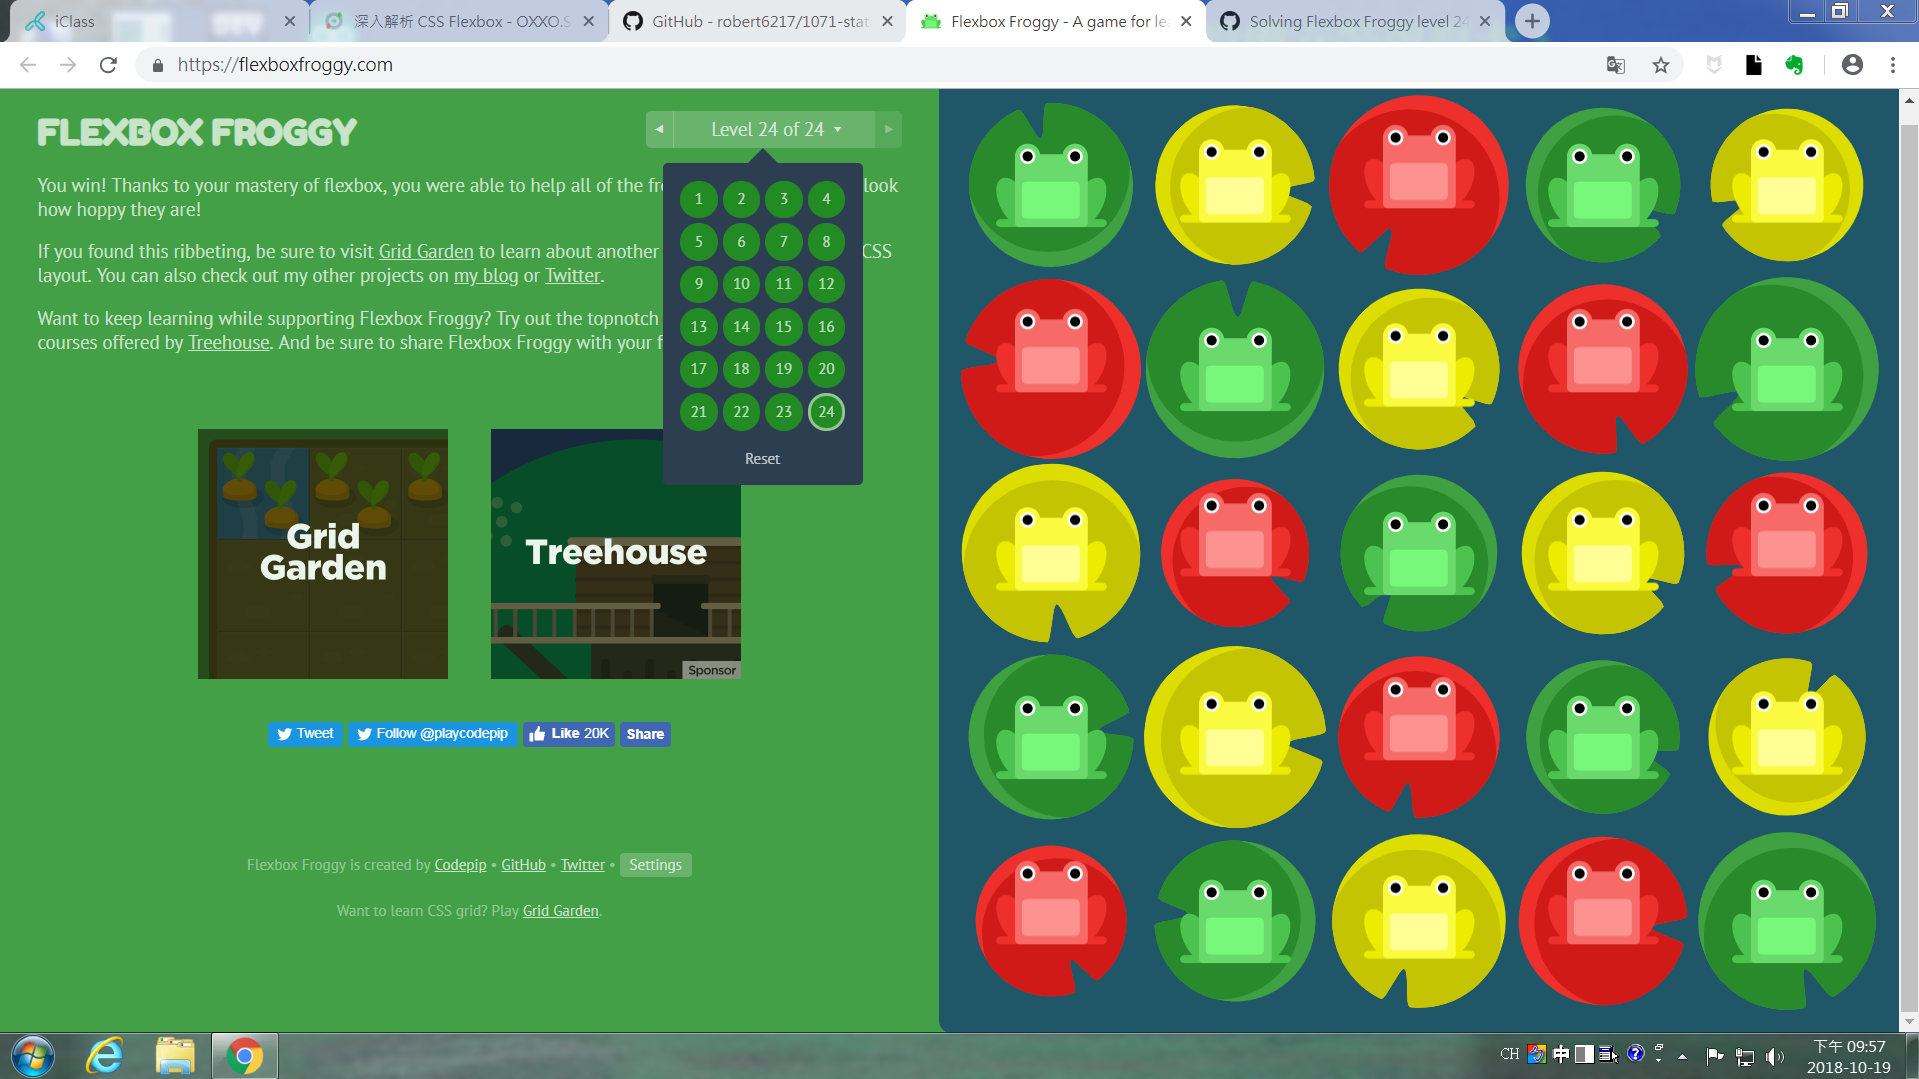 iClass
深入解析 CSS Flexbox - OXXO.S
GitHub - robert6217/1071-stat
Flexbox Froggy - A game for lea
Solving Flexbox Froggy level 24
https://flexboxfroggy.com
FLEXBOX FROGGY
Level 24 of 24
You win! Thanks to your mastery of flexbox, you were able to help all of the fro look
how hoppy they are!
If you found this ribbeting, be sure to visit Grid Garden to learn about another CSS
layout. You can also check out my other projects on my blog or Twitter.
Want to keep learning while supporting Flexbox Froggy? Try out the topnotch
courses offered by Treehouse. And be sure to share Flexbox Froggy with your f
1 2 3 4
5 6 7 8
9 10 11 12
13 14 15 16
17 18 19 20
21 22 23 24
Reset
Grid
Garden
Treehouse
Sponsor
Tweet
Follow @playcodepip
Like 20K
Share
Flexbox Froggy is created by Codepip • GitHub • Twitter • Settings
Want to learn CSS grid? Play Grid Garden.
CH
中
下午 09:57
2018-10-19